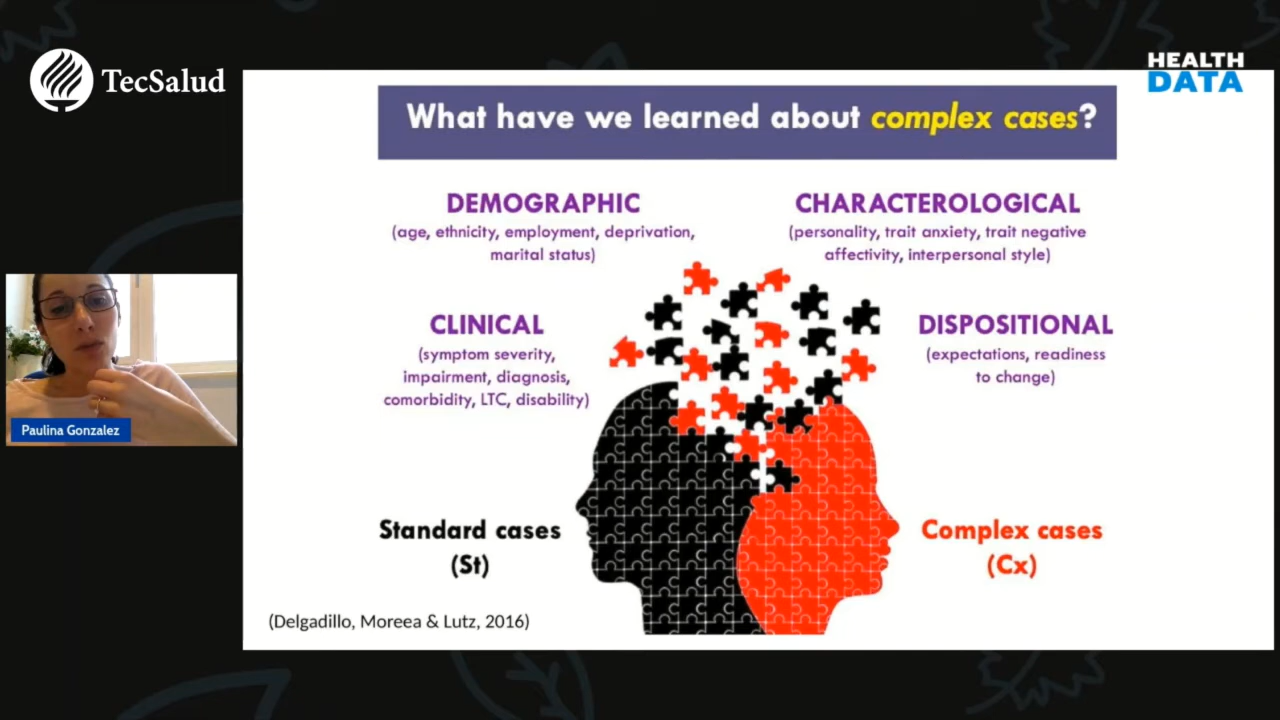 TecSalud
HEALTH
DATA
What have we learned about complex cases?
DEMOGRAPHIC
(age, ethnicity, employment, deprivation,
marital status)
CHARACTEROLOGICAL
(personality, trait anxiety, trait negative
affectivity, interpersonal style)
CLINICAL
(symptom severity,
impairment, diagnosis,
comorbidity, LTC, disability)
DISPOSITIONAL
(expectations, readiness
to change)
Paulina Gonzalez
Standard cases
(St)
Complex cases
(Cx)
(Delgadillo, Moreea & Lutz, 2016)